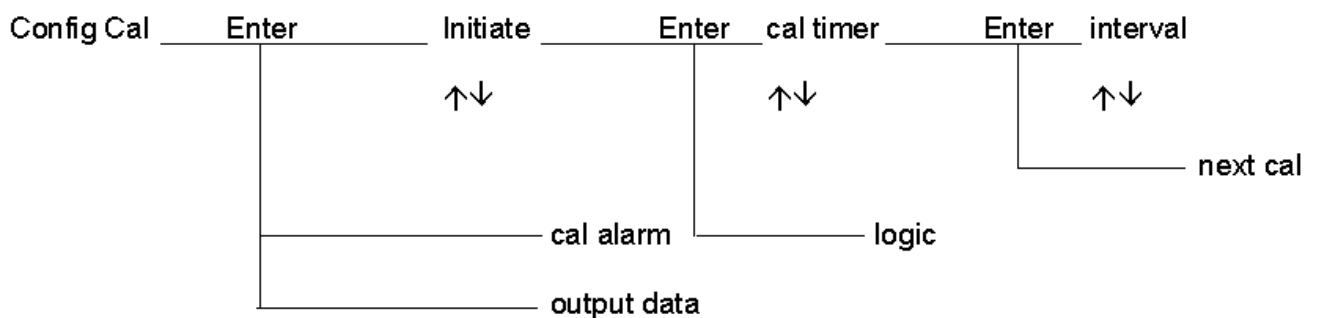 Config Cal Enter Initiate Enter cal timer Enter interval
↑↓ ↑↓ ↑↓
next cal
cal alarm logic
output data